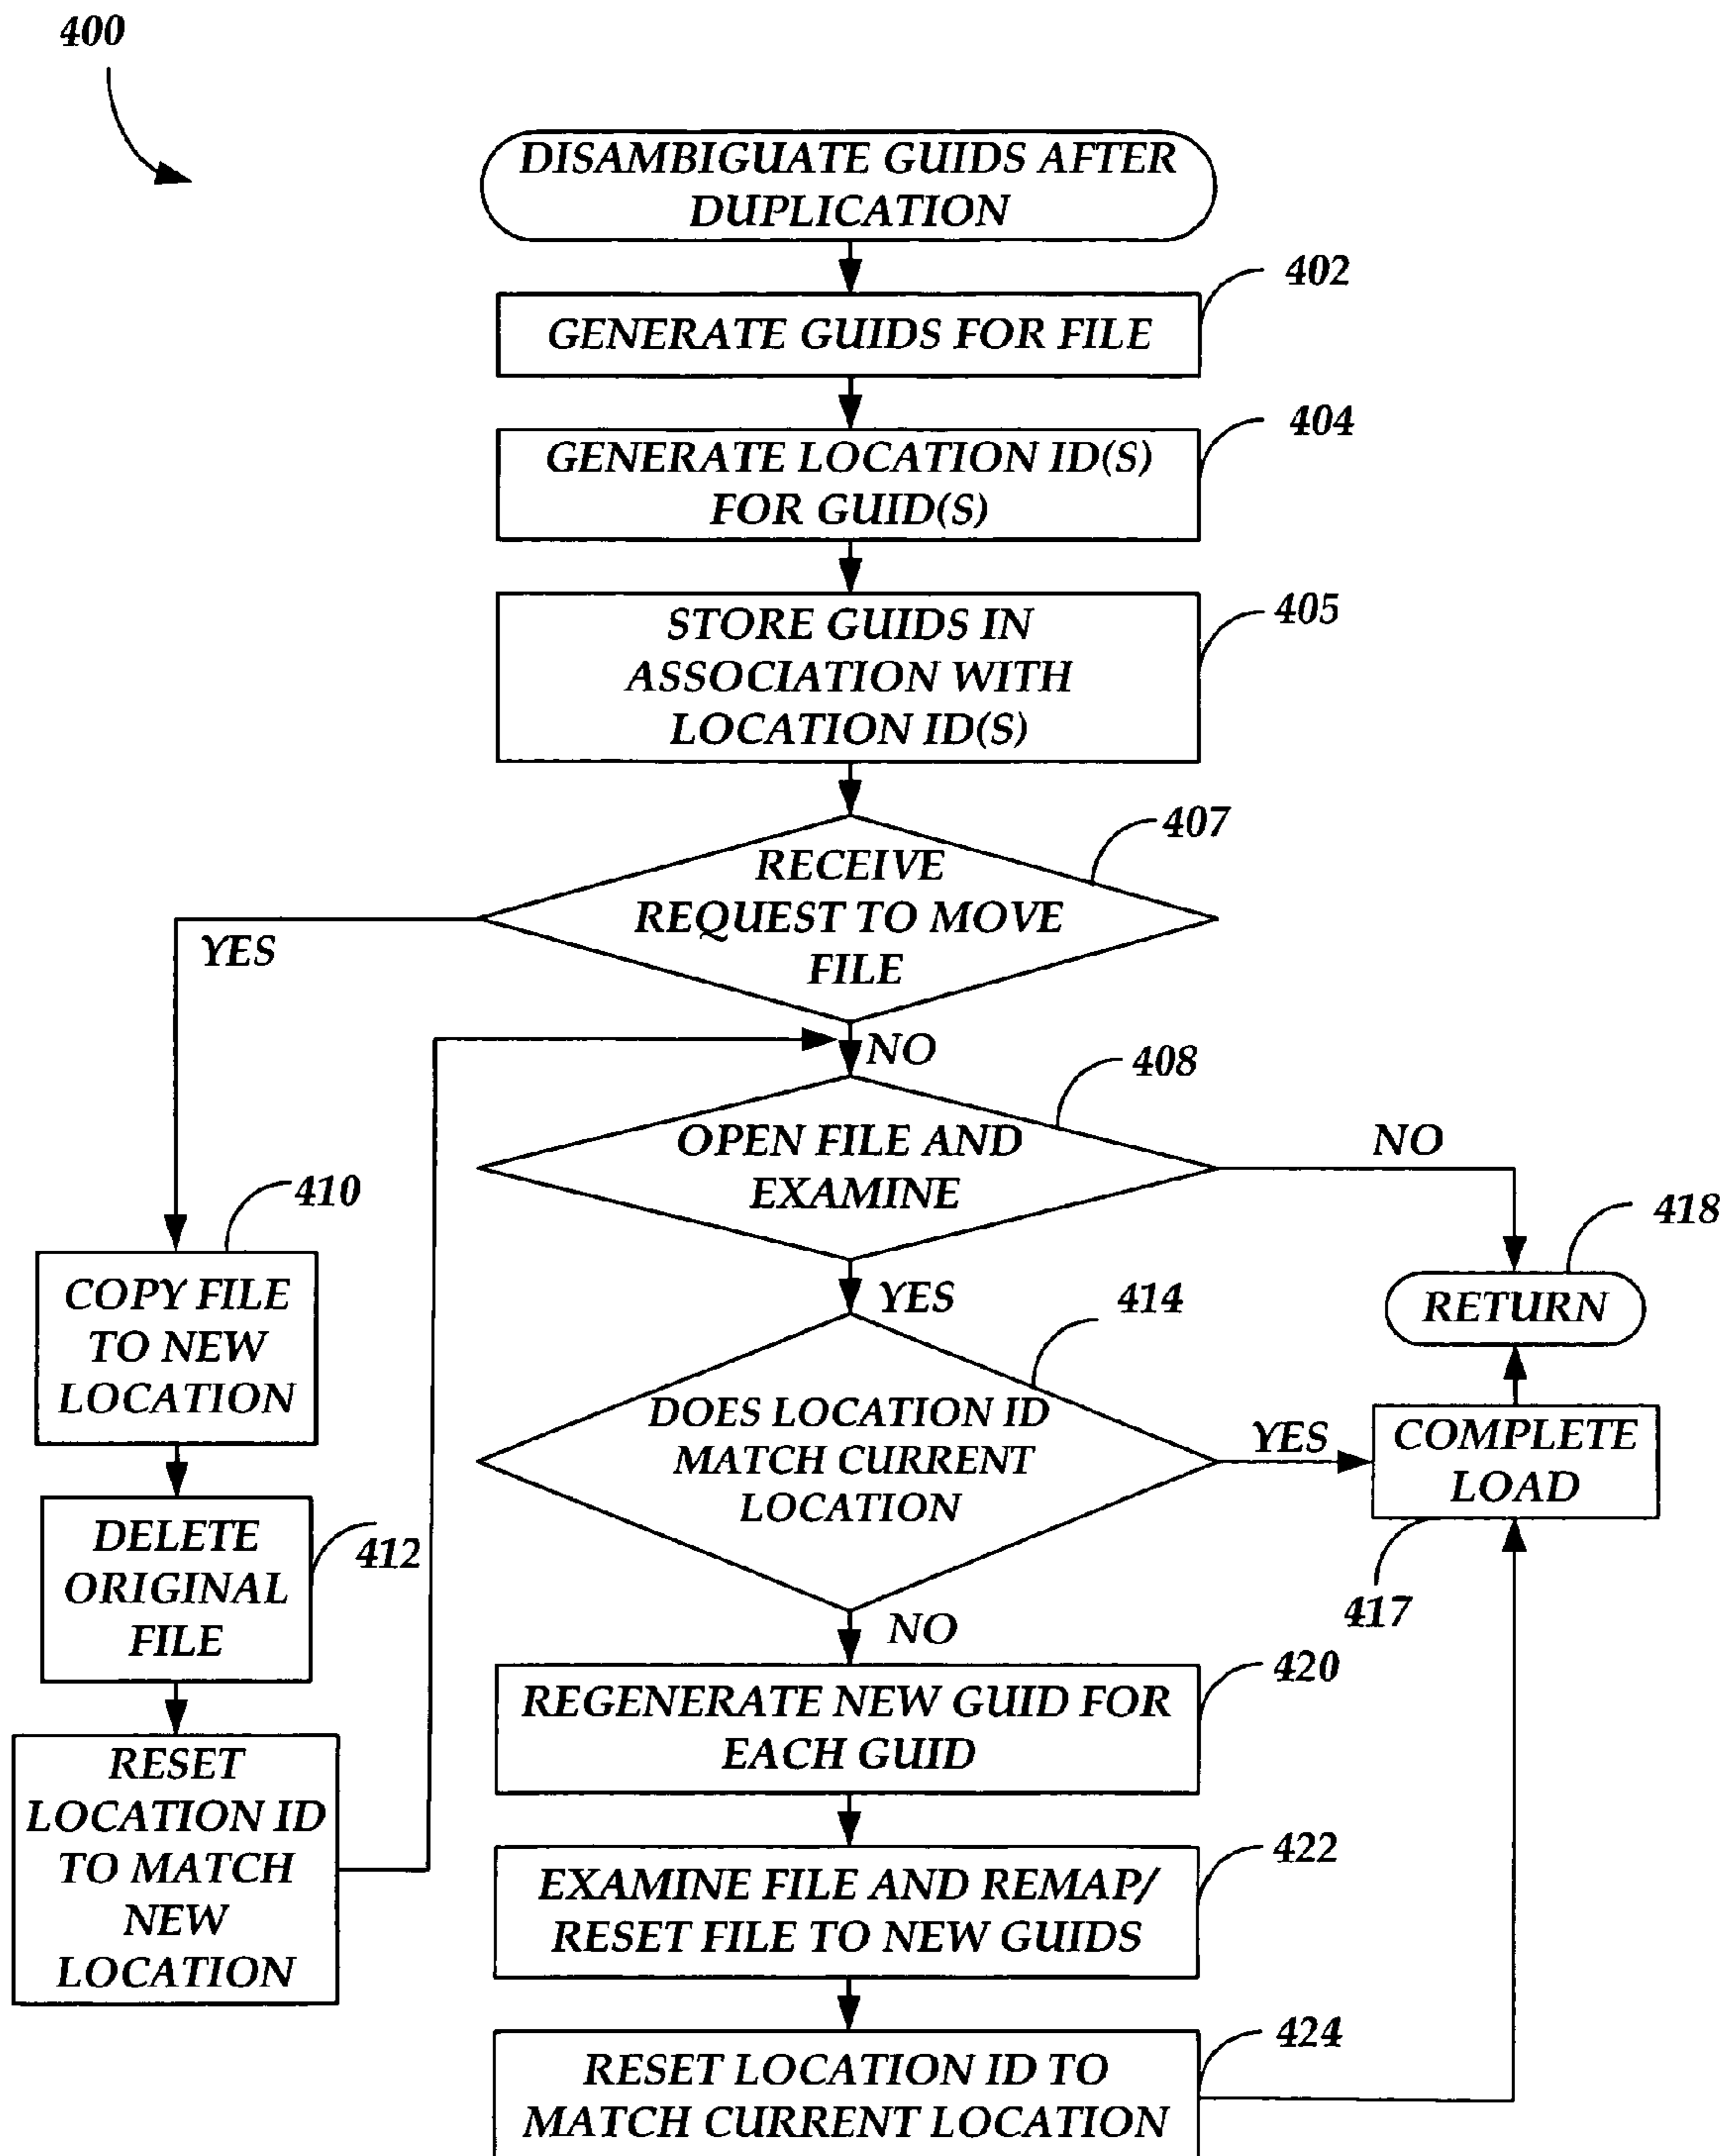 400
DISAMBIGUATE GUIDS AFTER
DUPLICATION
402
GENERATE GUIDS FOR FILE
404
GENERATE LOCATION ID(S)
FOR GUID(S)
405
STORE GUIDS IN
ASSOCIATION WITH
LOCATION ID(S)
407
RECEIVE
REQUEST TO MOVE
FILE
YES
NO
408
OPEN FILE AND
EXAMINE
NO
YES
410
COPY FILE
TO NEW
LOCATION
418
RETURN
414
DOES LOCATION ID
MATCH CURRENT
LOCATION
YES
COMPLETE
LOAD
417
NO
412
DELETE
ORIGINAL
FILE
RESET
LOCATION ID
TO MATCH
NEW
LOCATION
420
REGENERATE NEW GUID FOR
EACH GUID
422
EXAMINE FILE AND REMAP/
RESET FILE TO NEW GUIDS
424
RESET LOCATION ID TO
MATCH CURRENT LOCATION